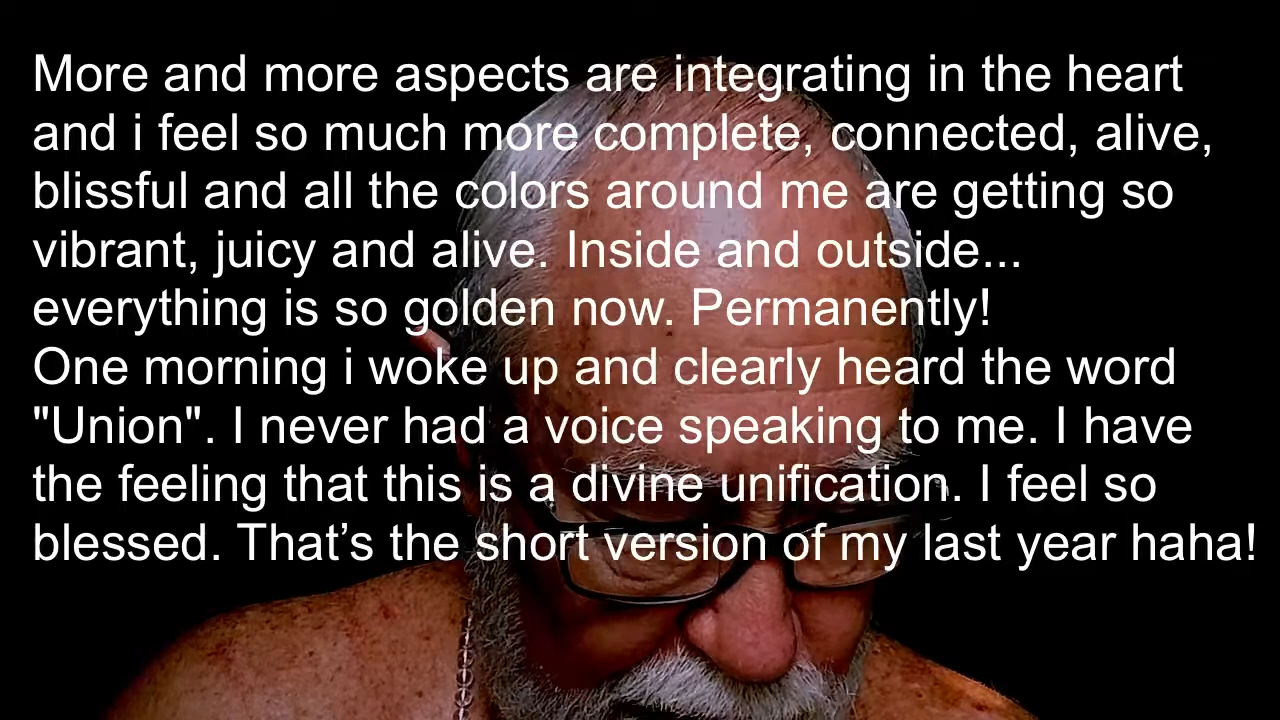 More and more aspects are integrating in the heart
and i feel so much more complete, connected, alive,
blissful and all the colors around me are getting so
vibrant, juicy and alive. Inside and outside...
everything is so golden now. Permanently!
One morning i woke up and clearly heard the word
"Union". I never had a voice speaking to me. I have
the feeling that this is a divine unification. I feel so
blessed. That’s the short version of my last year haha!